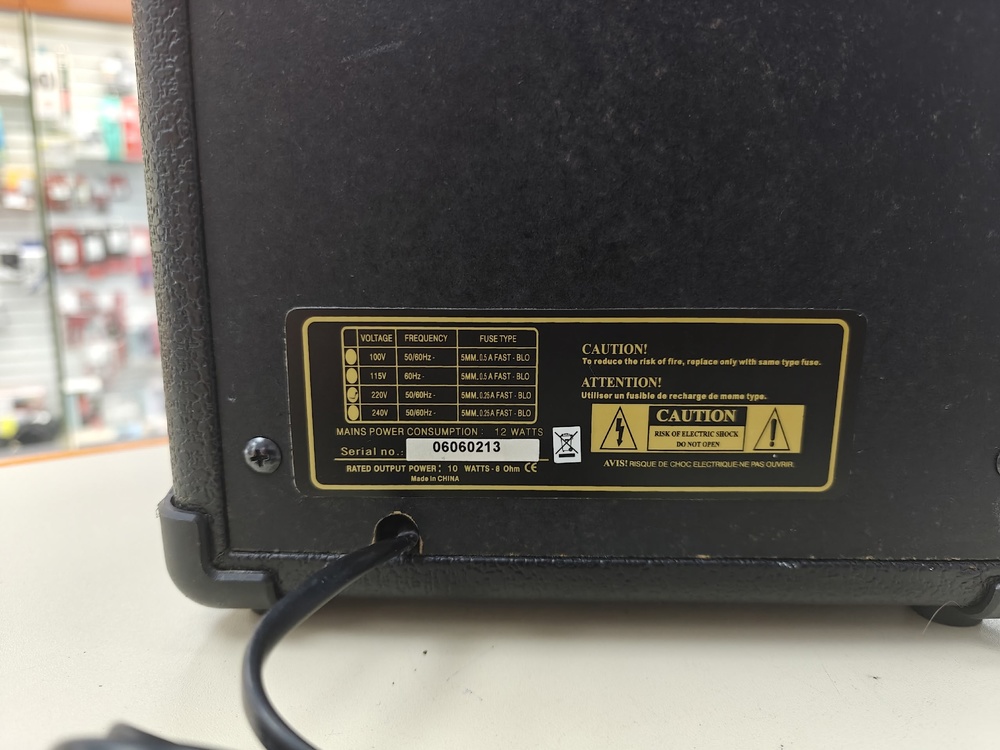 VOLTAGE FREQUENCY FUSE TYPE
100V 50/60Hz~ 5MM, 0.5 A FAST - BLO
115V 60Hz~ 5MM, 0.5 A FAST - BLO
220V 50/60Hz~ 5MM, 0.25A FAST - BLO
240V 50/60Hz~ 5MM, 0.25A FAST - BLO
MAINS POWER CONSUMPTION: 12 WATTS
Serial no.: 06060213
RATED OUTPUT POWER: 10 WATTS - 8 Ohm CE
Made in CHINA
CAUTION!
To reduce the risk of fire, replace only with same type fuse.
ATTENTION!
Utiliser un fusible de recharge de meme type.
CAUTION
RISK OF ELECTRIC SHOCK
DO NOT OPEN
AVIS! RISQUE DE CHOC ELECTRIQUE-NE PAS OUVRIR.